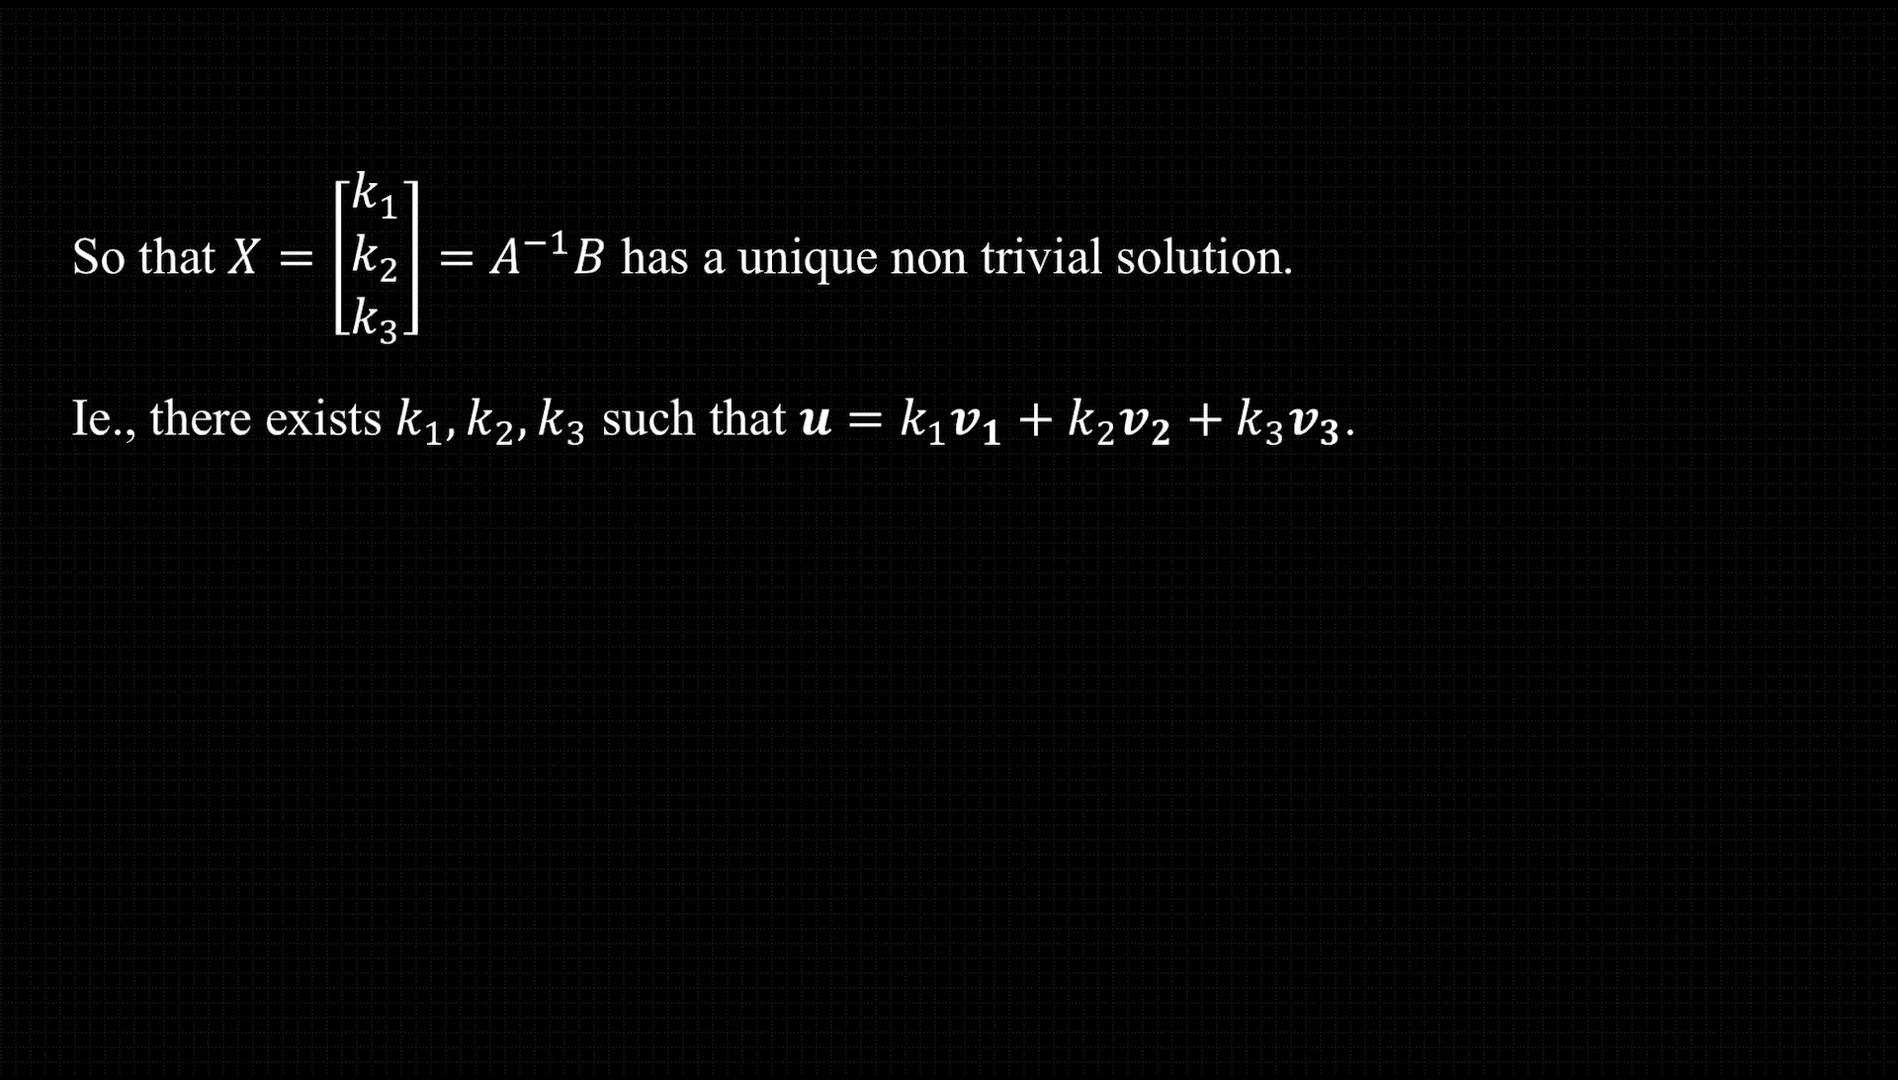 So that X = [k₁ k₂ k₃] = A⁻¹B has a unique non trivial solution.
Ie., there exists k₁, k₂, k₃ such that u = k₁v₁ + k₂v₂ + k₃v₃.